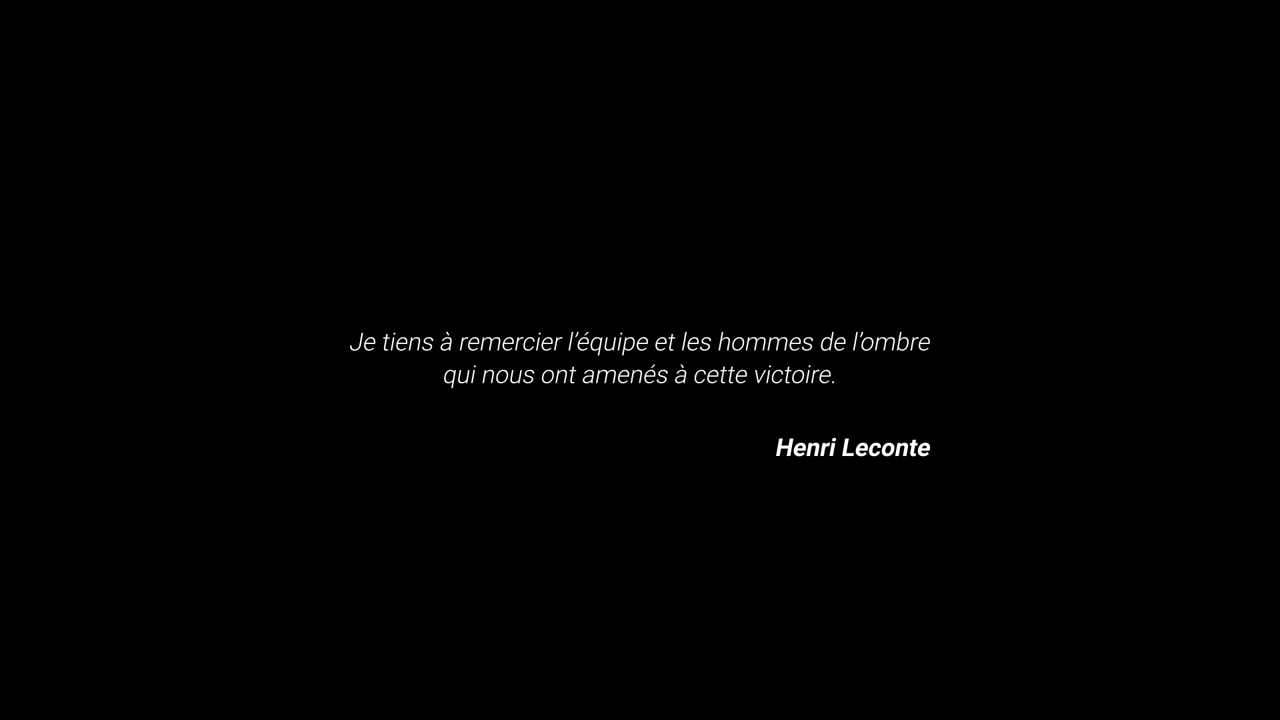 Je tiens à remercier l’équipe et les hommes de l’ombre
qui nous ont amenés à cette victoire.
Henri Leconte